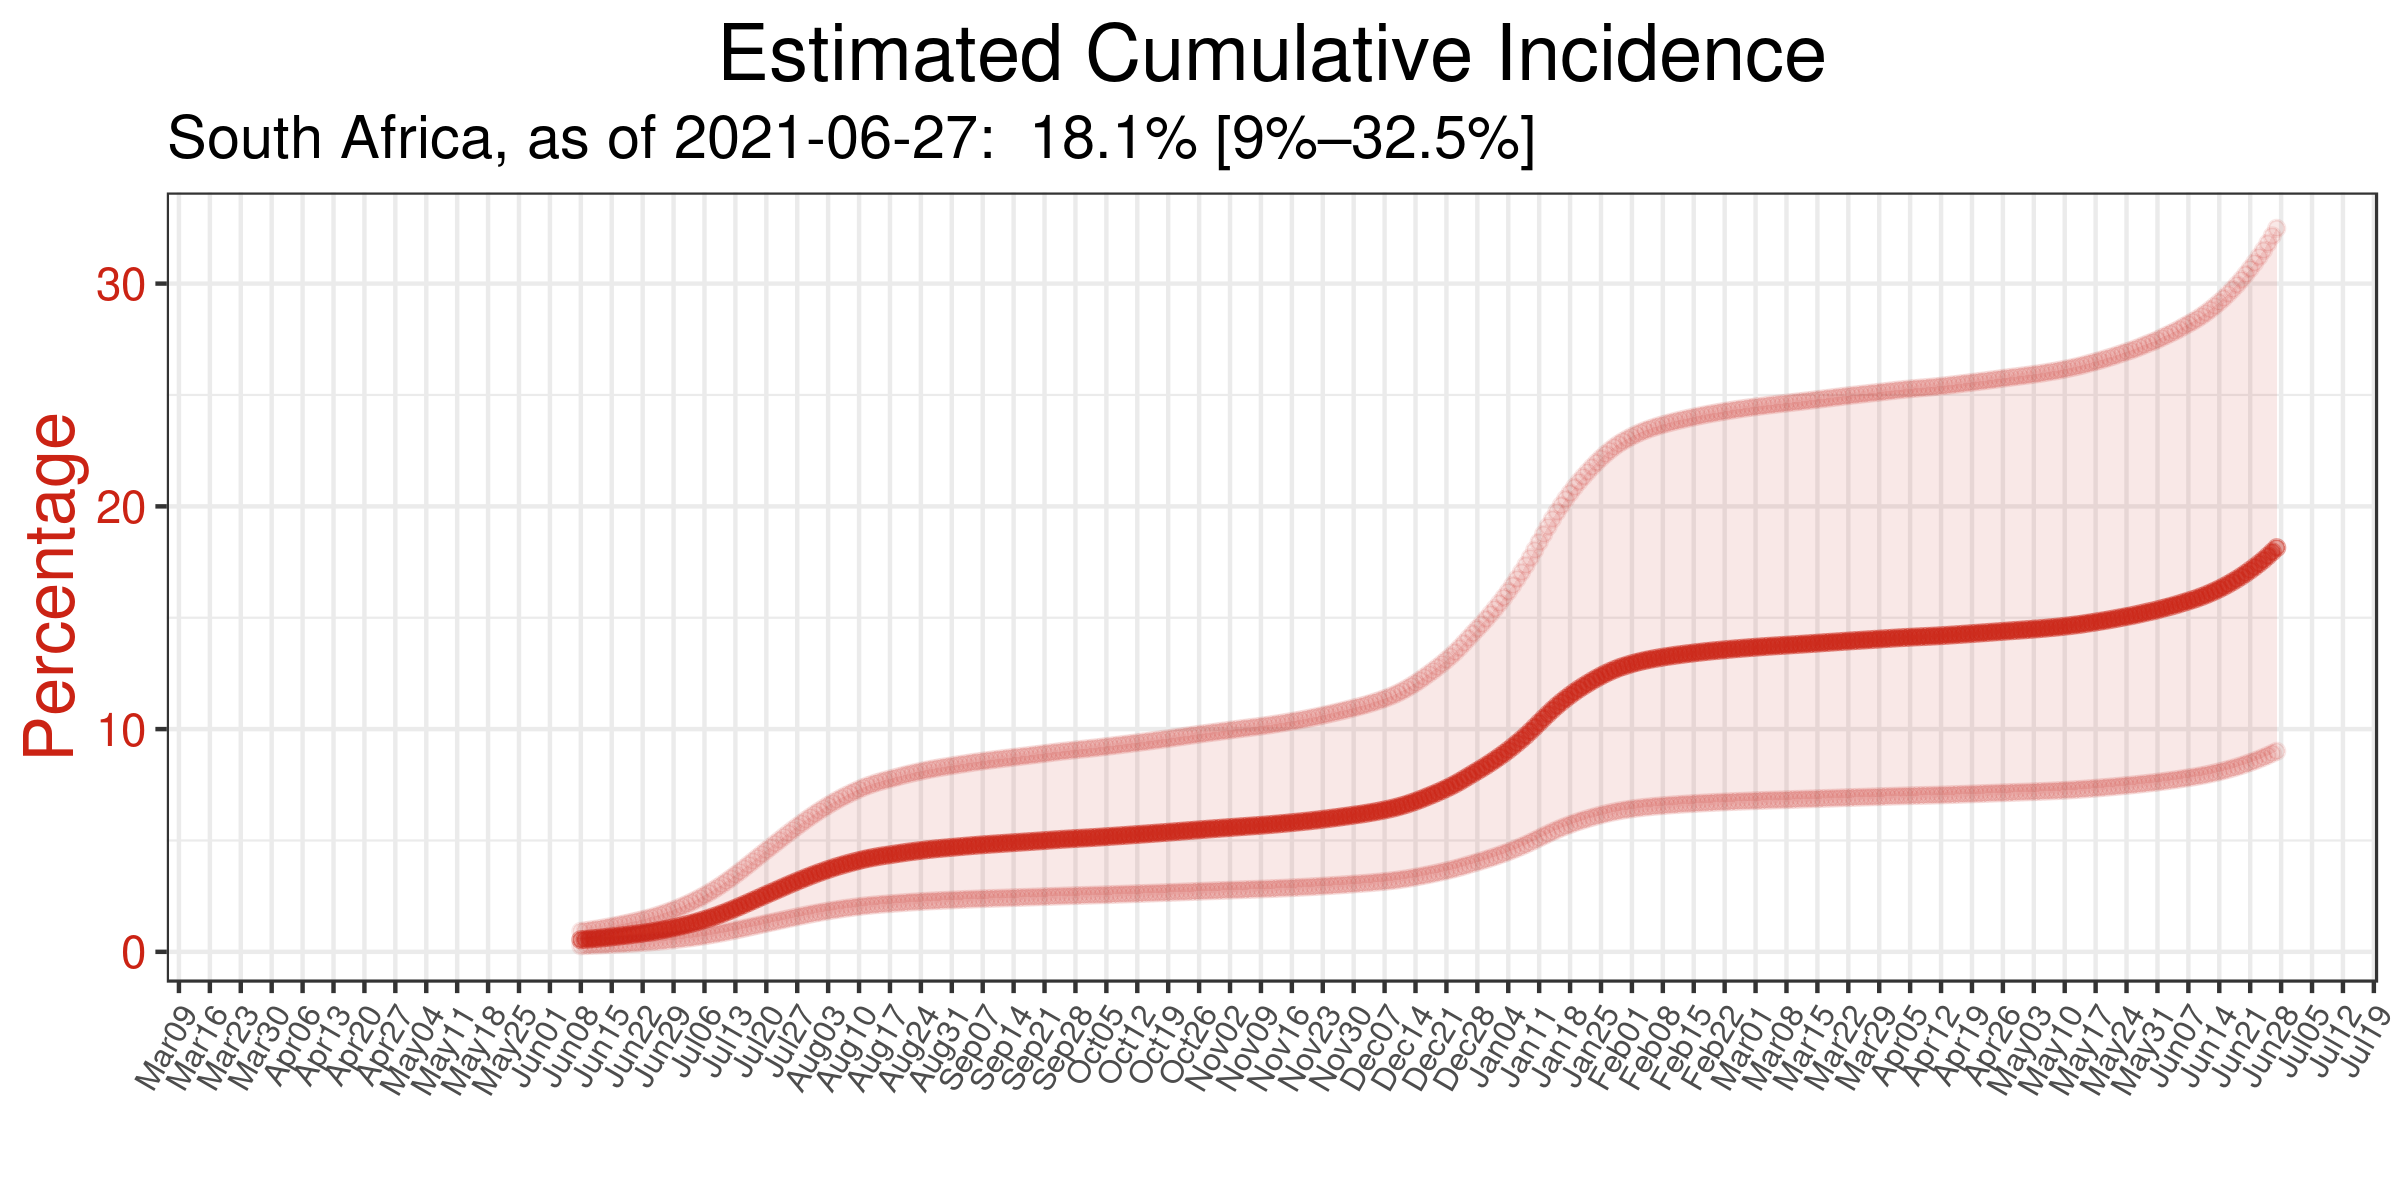 Estimated Cumulative Incidence
South Africa, as of 2021-06-27:  18.1% [9%–32.5%]
Percentage
30
20
10
0
Mar09
Mar16
Mar23
Mar30
Apr06
Apr13
Apr20
Apr27
May04
May11
May18
May25
Jun01
Jun08
Jun15
Jun22
Jun29
Jul06
Jul13
Jul20
Jul27
Aug03
Aug10
Aug17
Aug24
Aug31
Sep07
Sep14
Sep21
Sep28
Oct05
Oct12
Oct19
Oct26
Nov02
Nov09
Nov16
Nov23
Nov30
Dec07
Dec14
Dec21
Dec28
Jan04
Jan11
Jan18
Jan25
Feb01
Feb08
Feb15
Feb22
Mar01
Mar08
Mar15
Mar22
Mar29
Apr05
Apr12
Apr19
Apr26
May03
May10
May17
May24
May31
Jun07
Jun14
Jun21
Jun28
Jul05
Jul12
Jul19